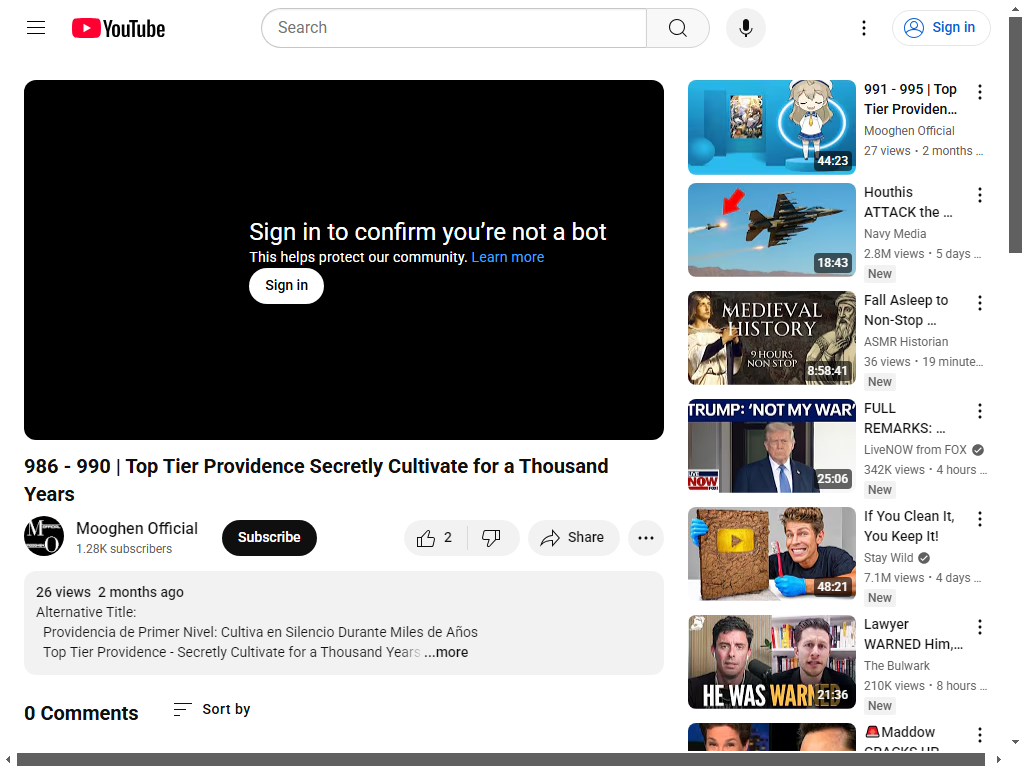 YouTube
Search
Sign in
Sign in to confirm you’re not a bot
This helps protect our community. Learn more
Sign in
986 - 990 | Top Tier Providence Secretly Cultivate for a Thousand
Years
Mooghen Official
1.28K subscribers
Subscribe
2
Share
26 views 2 months ago
Alternative Title:
Providencia de Primer Nivel: Cultiva en Silencio Durante Miles de Años
Top Tier Providence - Secretly Cultivate for a Thousand Years ...more
0 Comments
Sort by
44:23
991 - 995 | Top
Tier Providen...
Mooghen Official
27 views • 2 months ...
18:43
Houthis
ATTACK the ...
Navy Media
2.8M views • 5 days ...
New
MEDIEVAL
HISTORY
9 HOURS
NON STOP
8:58:41
Fall Asleep to
Non-Stop ...
ASMR Historian
36 views • 19 minute...
New
TRUMP: ‘NOT MY WAR’
LIVE
NOW
FOX
25:06
FULL
REMARKS: ...
LiveNOW from FOX
342K views • 4 hours ...
New
48:21
If You Clean It,
You Keep It!
Stay Wild
7.1M views • 4 days ...
New
HE WAS WARNED
21:36
Lawyer
WARNED Him,...
The Bulwark
210K views • 8 hours ...
New
🚨Maddow
CRACKS UP